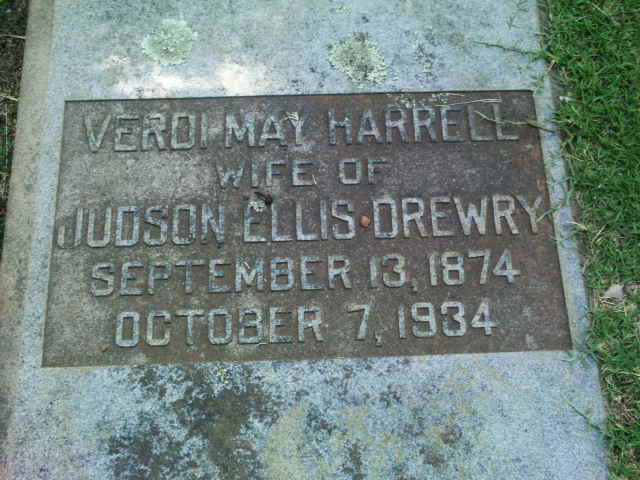 VERDI MAY HARRELL
WIFE OF
JUDSON ELLIS DREWRY
SEPTEMBER 13, 1874
OCTOBER 7, 1934